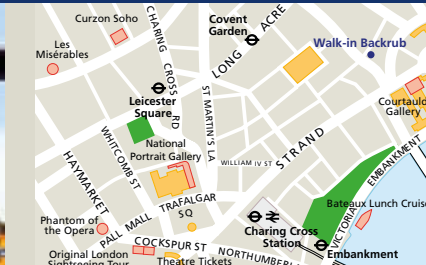 Curzon Soho
Covent
Garden
CHARING CROSS RD
LONG ACRE
Les
Misérables
Walk-in Backrub
Leicester
Square
ST MARTIN'S LA
Courtauld
Gallery
National
Portrait Gallery
WHITCOMB ST
WILLIAM IV ST
STRAND
HAYMARKET
VICTORIA EMBANKMENT
TRAFALGAR
SQ
Bateaux Lunch Cruise
Phantom of
the Opera
PALL MALL
Charing Cross
Station
COCKSPUR ST
NORTHUMBERL
Embankment
Original London
Sightseeing Tour
Theatre Tickets